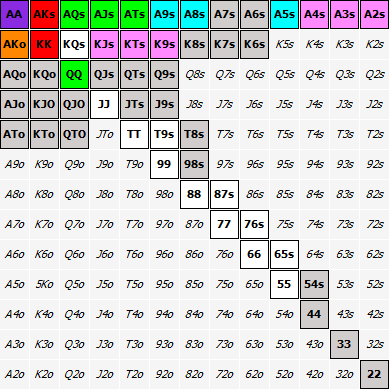 AA AKs AQs AJs ATs A9s A8s A7s A6s A5s A4s A3s A2s
AKo KK KQs KJs KTs K9s K8s K7s K6s K5s K4s K3s K2s
AQo KQo QQ QJs QTs Q9s Q8s Q7s Q6s Q5s Q4s Q3s Q2s
AJo KJO QJO JJ JTs J9s J8s J7s J6s J5s J4s J3s J2s
ATo KTo QTO JTo TT T9s T8s T7s T6s T5s T4s T3s T2s
A9o K9o Q9o J9o T9o 99 98s 97s 96s 95s 94s 93s 92s
A8o K8o Q8o J8o T8o 98o 88 87s 86s 85s 84s 83s 82s
A7o K7o Q7o J7o T7o 97o 87o 77 76s 75s 74s 73s 72s
A6o K6o Q6o J6o T6o 96o 86o 76o 66 65s 64s 63s 62s
A5o 5Ko Q5o J5o T5o 95o 85o 75o 65o 55 54s 53s 52s
A4o K4o Q4o J4o T4o 94o 84o 74o 64o 54o 44 43s 42s
A3o K3o Q3o J3o T3o 93o 83o 73o 63o 53o 43o 33 32s
A2o K2o Q2o J2o T2o 92o 82o 72o 62o 52o 42o 32o 22